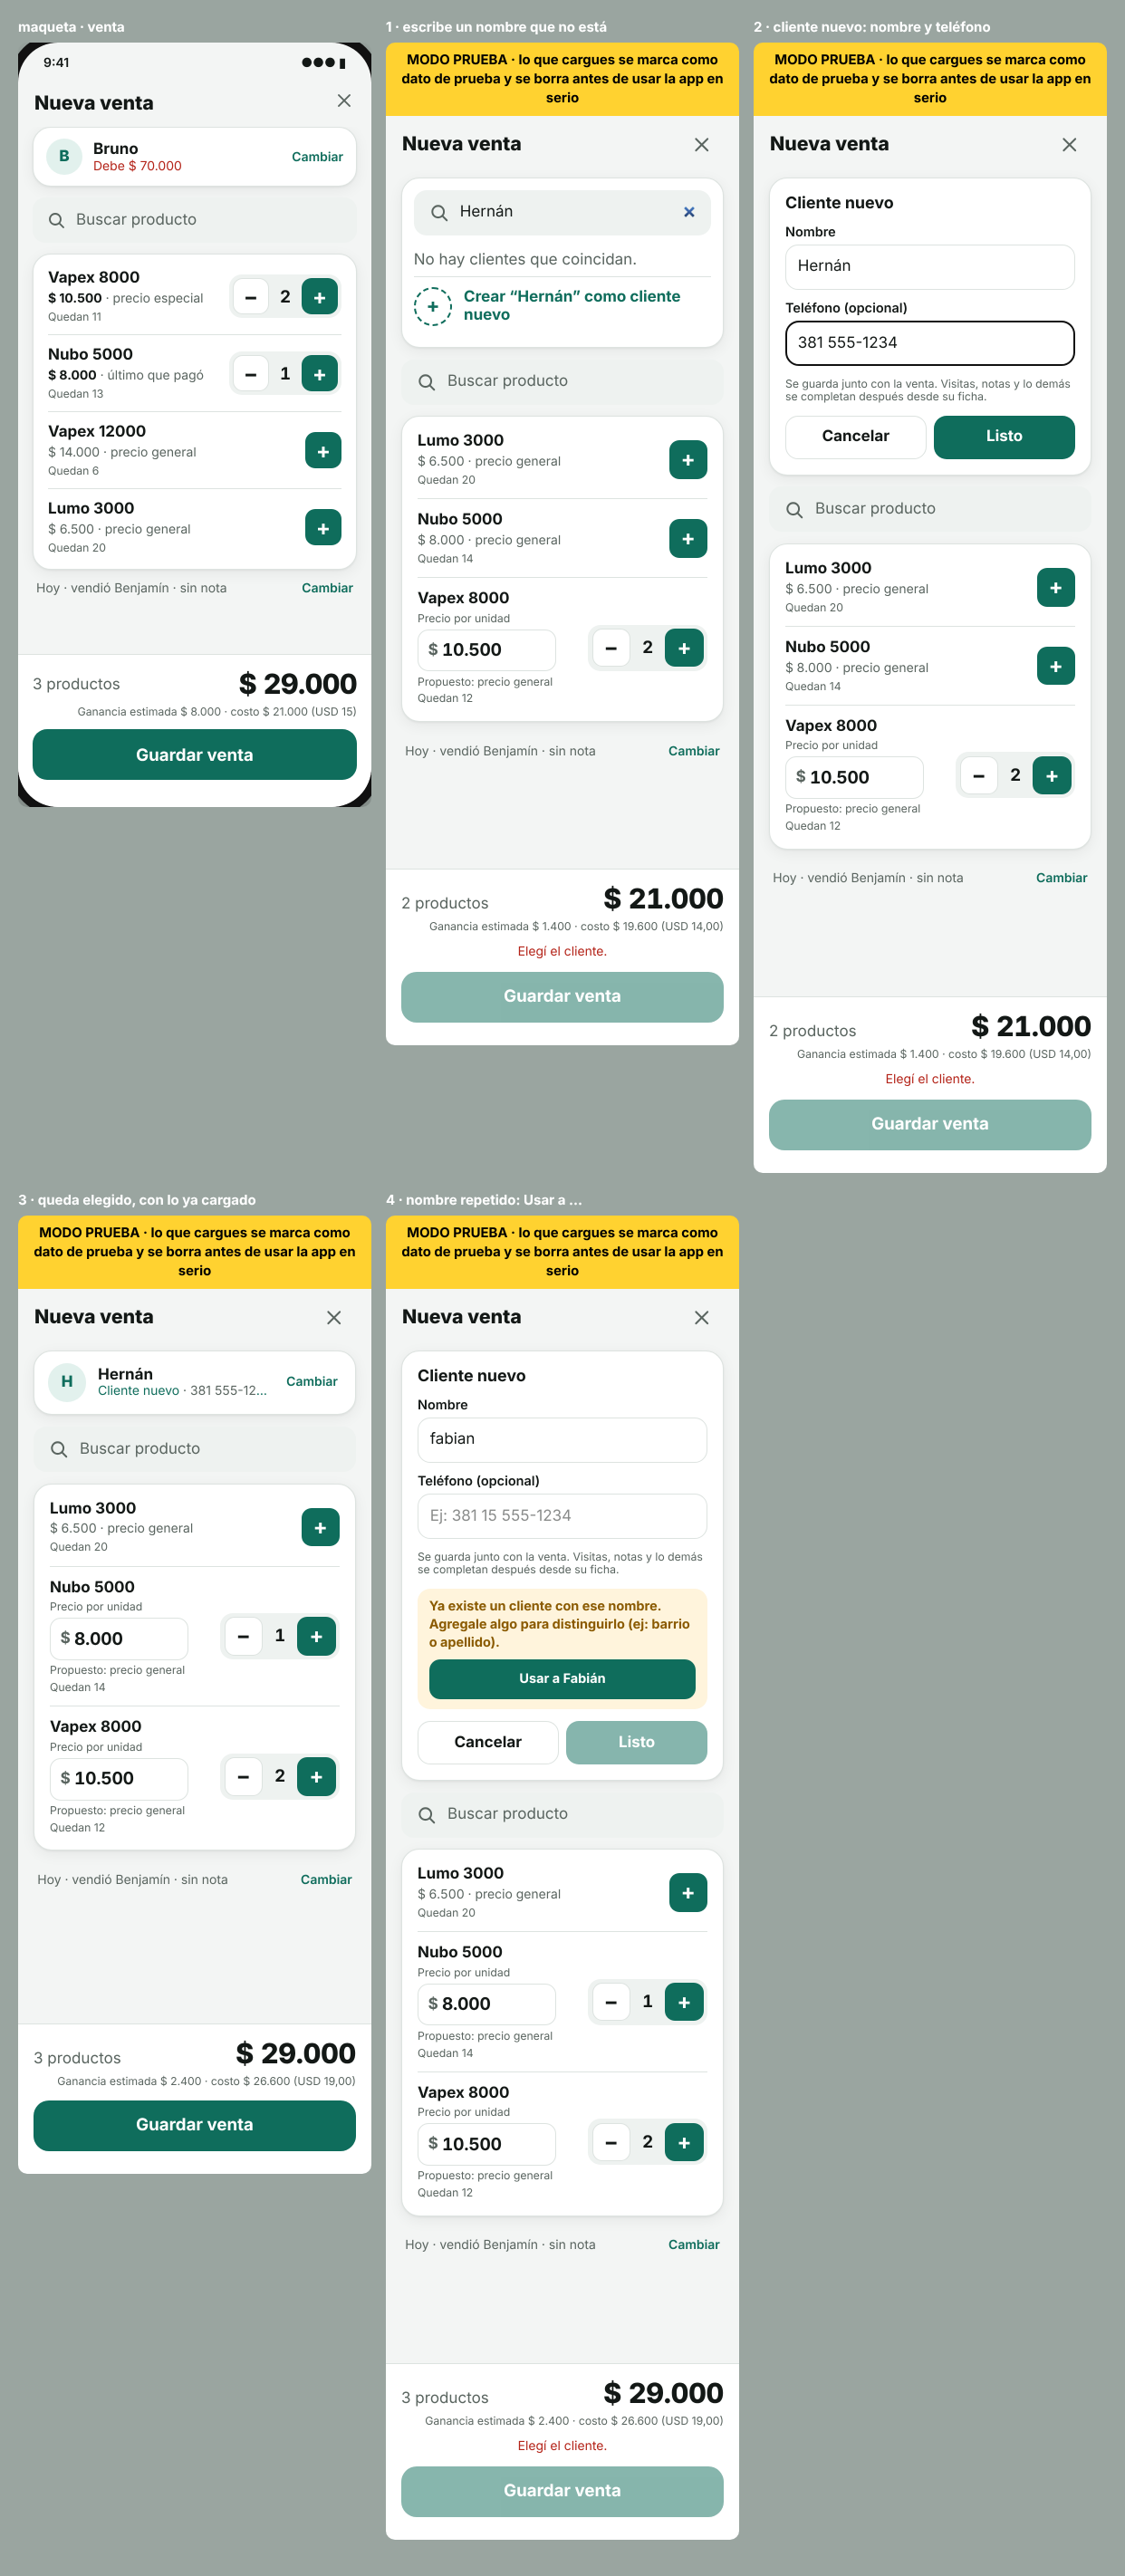 maqueta · venta
9:41
Nueva venta
B
Bruno
Debe $ 70.000
Cambiar
Buscar producto
Vapex 8000
$ 10.500 · precio especial
Quedan 11
− 2 +
Nubo 5000
$ 8.000 · último que pagó
Quedan 13
− 1 +
Vapex 12000
$ 14.000 · precio general
Quedan 6
+
Lumo 3000
$ 6.500 · precio general
Quedan 20
+
Hoy · vendió Benjamín · sin nota
Cambiar
3 productos
$ 29.000
Ganancia estimada $ 8.000 · costo $ 21.000 (USD 15)
Guardar venta
1 · escribe un nombre que no está
MODO PRUEBA · lo que cargues se marca como
dato de prueba y se borra antes de usar la app en
serio
Nueva venta
Hernán
No hay clientes que coincidan.
+
Crear “Hernán” como cliente
nuevo
Buscar producto
Lumo 3000
$ 6.500 · precio general
Quedan 20
+
Nubo 5000
$ 8.000 · precio general
Quedan 14
+
Vapex 8000
Precio por unidad
$ 10.500
− 2 +
Propuesto: precio general
Quedan 12
Hoy · vendió Benjamín · sin nota
Cambiar
2 productos
$ 21.000
Ganancia estimada $ 1.400 · costo $ 19.600 (USD 14,00)
Elegí el cliente.
Guardar venta
2 · cliente nuevo: nombre y teléfono
MODO PRUEBA · lo que cargues se marca como
dato de prueba y se borra antes de usar la app en
serio
Nueva venta
Cliente nuevo
Nombre
Hernán
Teléfono (opcional)
381 555-1234
Se guarda junto con la venta. Visitas, notas y lo demás
se completan después desde su ficha.
Cancelar
Listo
Buscar producto
Lumo 3000
$ 6.500 · precio general
Quedan 20
+
Nubo 5000
$ 8.000 · precio general
Quedan 14
+
Vapex 8000
Precio por unidad
$ 10.500
− 2 +
Propuesto: precio general
Quedan 12
Hoy · vendió Benjamín · sin nota
Cambiar
2 productos
$ 21.000
Ganancia estimada $ 1.400 · costo $ 19.600 (USD 14,00)
Elegí el cliente.
Guardar venta
3 · queda elegido, con lo ya cargado
MODO PRUEBA · lo que cargues se marca como
dato de prueba y se borra antes de usar la app en
serio
Nueva venta
H
Hernán
Cliente nuevo · 381 555-12...
Cambiar
Buscar producto
Lumo 3000
$ 6.500 · precio general
Quedan 20
+
Nubo 5000
Precio por unidad
$ 8.000
− 1 +
Propuesto: precio general
Quedan 14
Vapex 8000
Precio por unidad
$ 10.500
− 2 +
Propuesto: precio general
Quedan 12
Hoy · vendió Benjamín · sin nota
Cambiar
3 productos
$ 29.000
Ganancia estimada $ 2.400 · costo $ 26.600 (USD 19,00)
Guardar venta
4 · nombre repetido: Usar a ...
MODO PRUEBA · lo que cargues se marca como
dato de prueba y se borra antes de usar la app en
serio
Nueva venta
Cliente nuevo
Nombre
fabian
Teléfono (opcional)
Ej: 381 15 555-1234
Se guarda junto con la venta. Visitas, notas y lo demás
se completan después desde su ficha.
Ya existe un cliente con ese nombre.
Agregale algo para distinguirlo (ej: barrio
o apellido).
Usar a Fabián
Cancelar
Listo
Buscar producto
Lumo 3000
$ 6.500 · precio general
Quedan 20
+
Nubo 5000
Precio por unidad
$ 8.000
− 1 +
Propuesto: precio general
Quedan 14
Vapex 8000
Precio por unidad
$ 10.500
− 2 +
Propuesto: precio general
Quedan 12
Hoy · vendió Benjamín · sin nota
Cambiar
3 productos
$ 29.000
Ganancia estimada $ 2.400 · costo $ 26.600 (USD 19,00)
Elegí el cliente.
Guardar venta